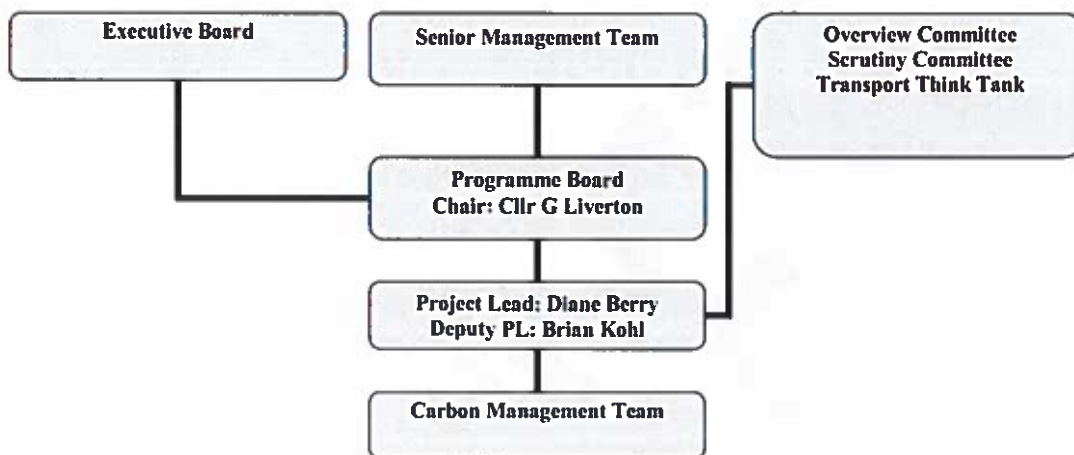 Executive Board
Senior Management Team
Overview Committee
Scrutiny Committee
Transport Think Tank
Programme Board
Chair: Cllr G Liverton
Project Lead: Diane Berry
Deputy PL: Brian Kohl
Carbon Management Team